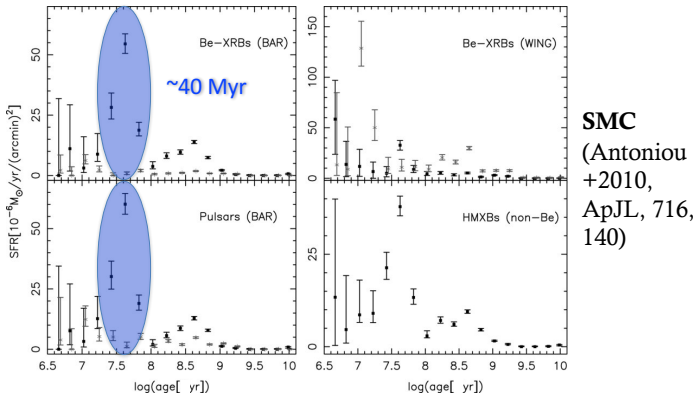 Be-XRBs (BAR)
~40 Myr
50
25
0
Be-XRBs (WING)
150
100
50
0
SMC
(Antoniou
+2010,
ApJL, 716,
140)
SFR[10⁻⁶M⊙/yr/(arcmin)²]
Pulsars (BAR)
50
25
0
HMXBs (non-Be)
25
0
6.5 7 7.5 8 8.5 9 9.5 10
log(age[ yr)
6.5 7 7.5 8 8.5 9 9.5 10
log(age[ yr)